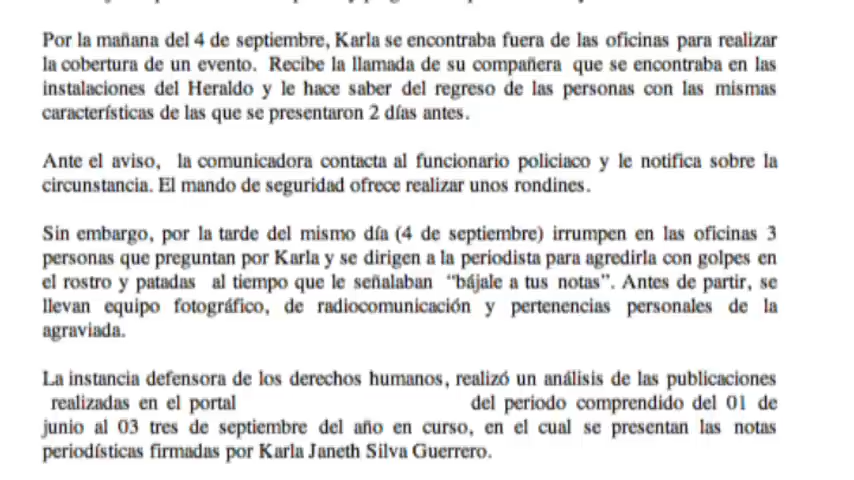 Por la mañana del 4 de septiembre, Karla se encontraba fuera de las oficinas para realizar
la cobertura de un evento. Recibe la llamada de su compañera que se encontraba en las
instalaciones del Heraldo y le hace saber del regreso de las personas con las mismas
características de las que se presentaron 2 días antes.
Ante el aviso, la comunicadora contacta al funcionario policiaco y le notifica sobre la
circunstancia. El mando de seguridad ofrece realizar unos rondines.
Sin embargo, por la tarde del mismo día (4 de septiembre) irrumpen en las oficinas 3
personas que preguntan por Karla y se dirigen a la periodista para agredirla con golpes en
el rostro y patadas al tiempo que le señalaban “bájale a tus notas”. Antes de partir, se
llevan equipo fotográfico, de radiocomunicación y pertenencias personales de la
agraviada.
La instancia defensora de los derechos humanos, realizó un análisis de las publicaciones
realizadas en el portal del periodo comprendido del 01 de
junio al 03 tres de septiembre del año en curso, en el cual se presentan las notas
periodísticas firmadas por Karla Janeth Silva Guerrero.